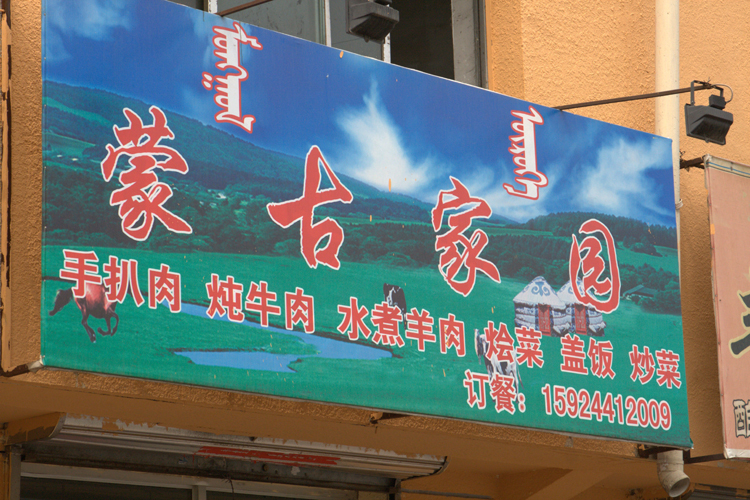 蒙古家园
手扒肉 炖牛肉 水煮羊肉 烩菜 盖饭 炒菜
订餐：15924412009